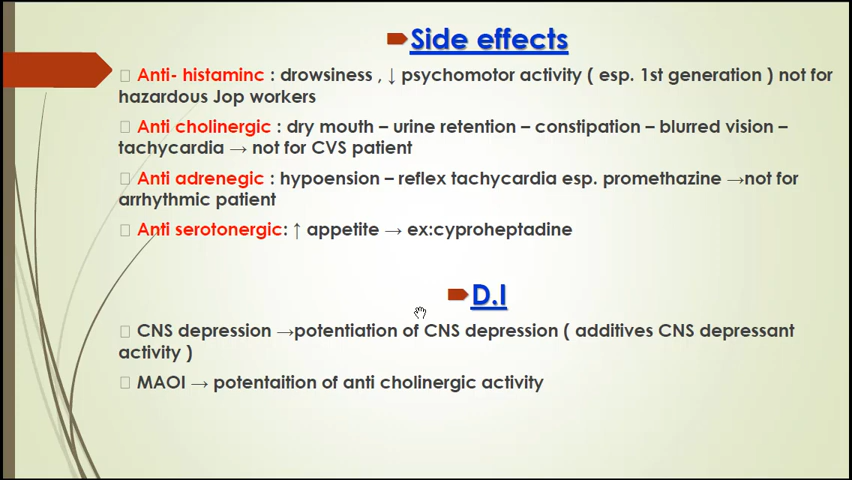 Side effects
Anti- histaminc : drowsiness , ↓ psychomotor activity ( esp. 1st generation ) not for
hazardous Jop workers
Anti cholinergic : dry mouth – urine retention – constipation – blurred vision –
tachycardia → not for CVS patient
Anti adrenegic : hypoension – reflex tachycardia esp. promethazine →not for
arrhythmic patient
Anti serotonergic: ↑ appetite → ex:cyproheptadine
D.I
CNS depression →potentiation of CNS depression ( additives CNS depressant
activity )
MAOI → potentaition of anti cholinergic activity